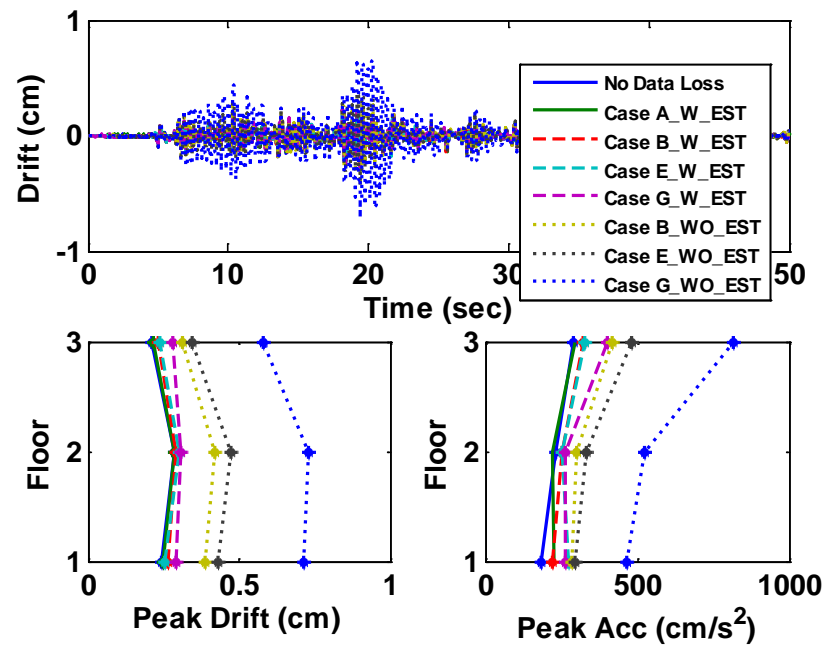 1
0
-1
Drift (cm)
0
10
20
30
50
Time (sec)
No Data Loss
Case A_W_EST
Case B_W_EST
Case E_W_EST
Case G_W_EST
Case B_WO_EST
Case E_WO_EST
Case G_WO_EST
3
2
1
Floor
0
0.5
1
Peak Drift (cm)
3
2
1
Floor
0
500
1000
Peak Acc (cm/s²)